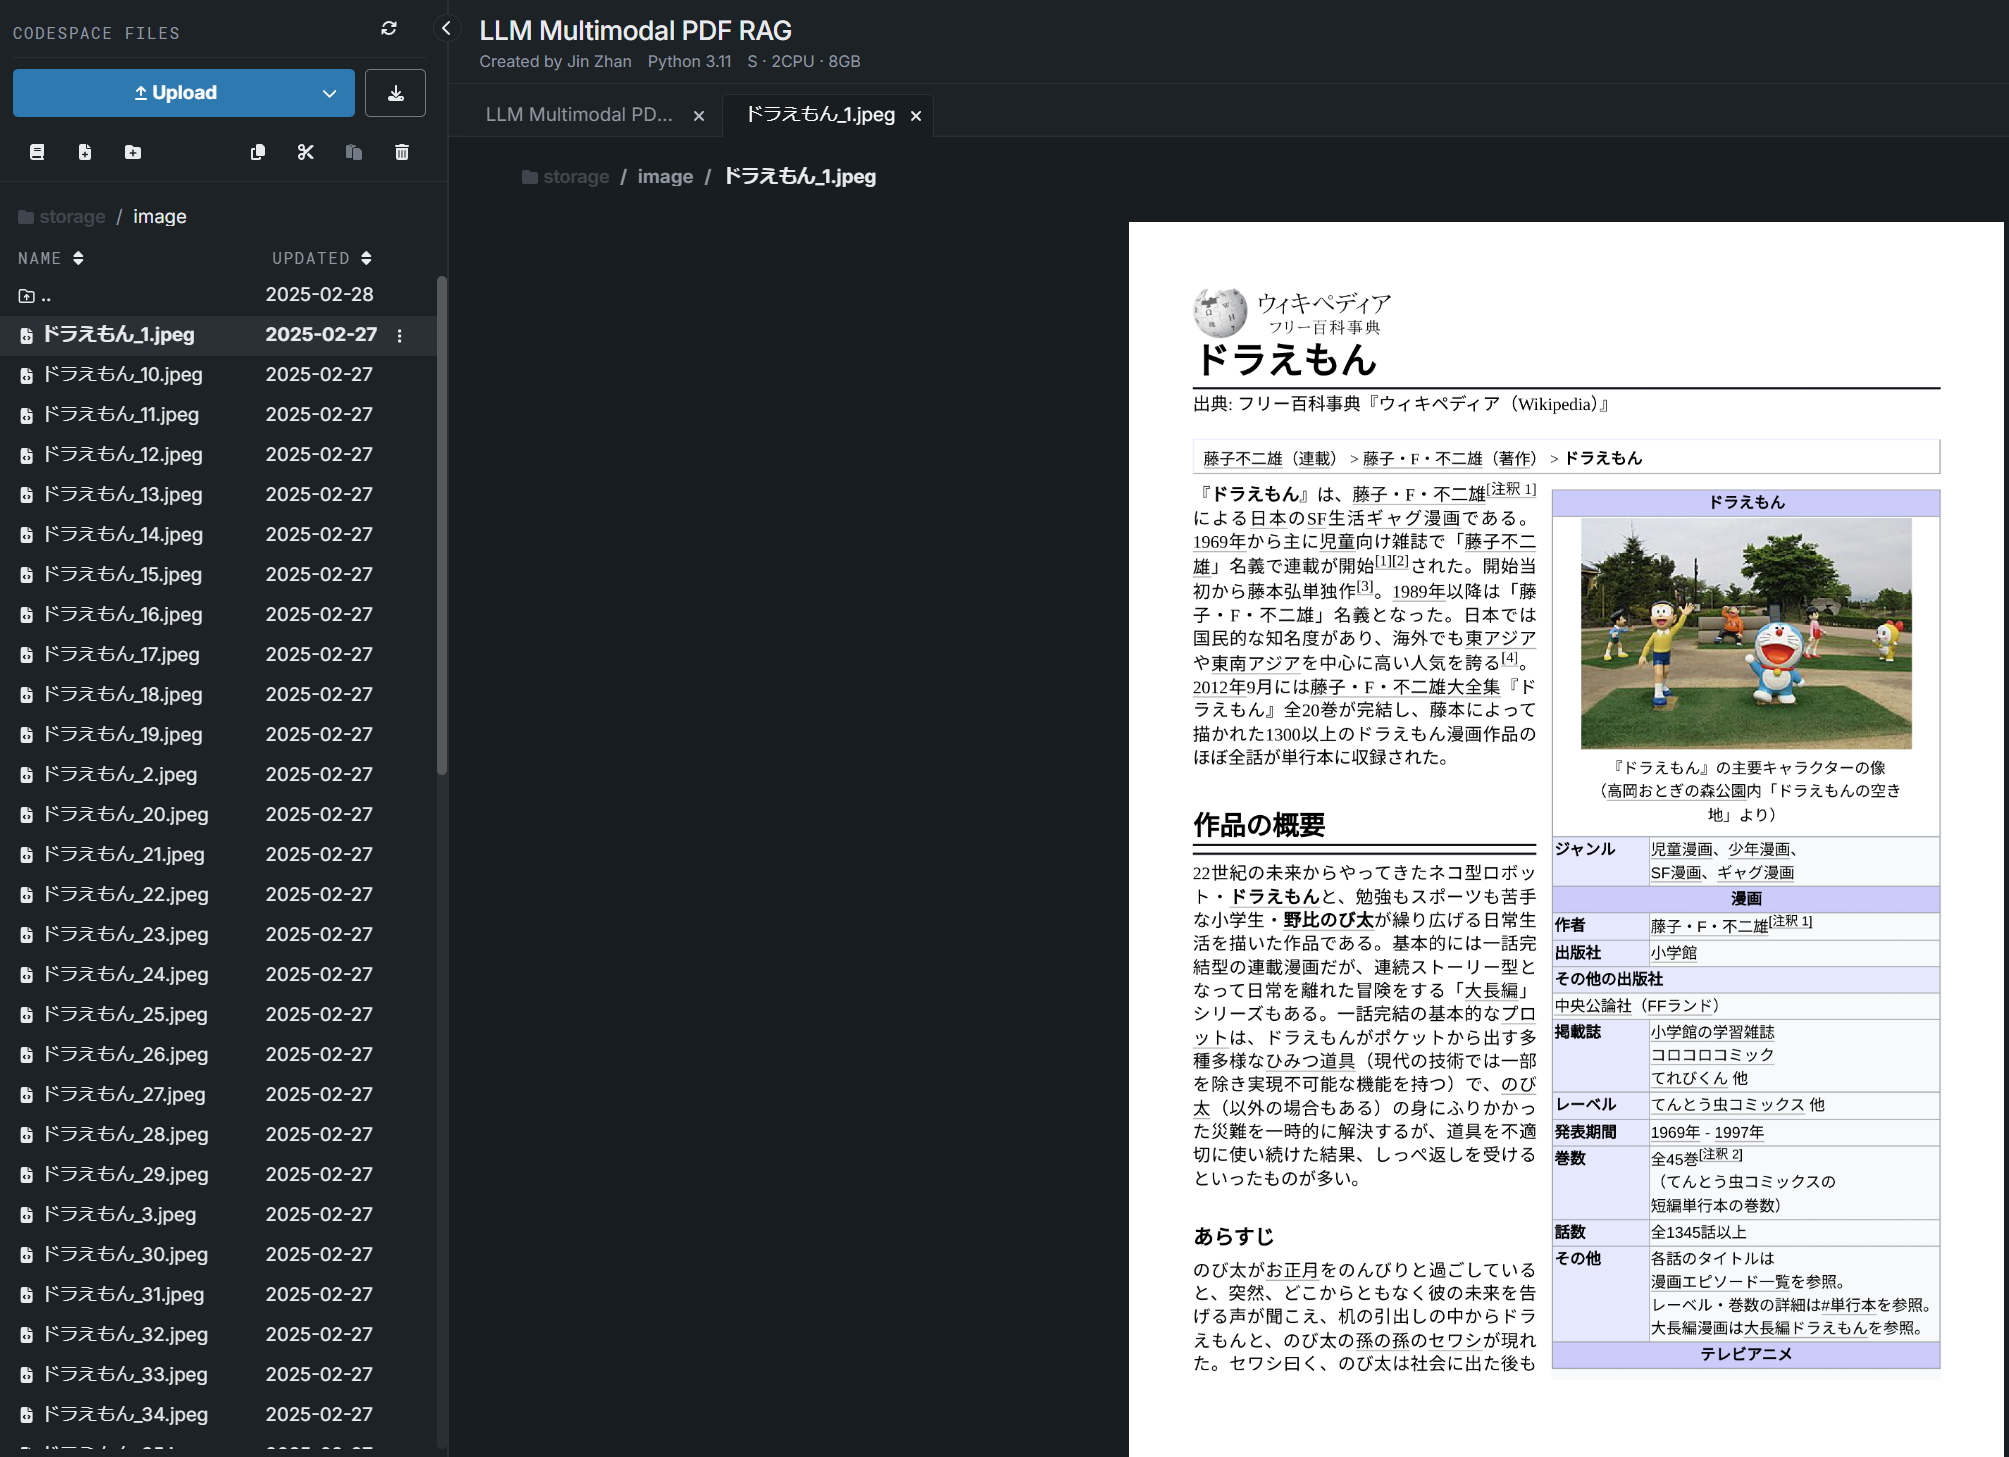 CODESPACE FILES
Upload
storage / image
NAME
UPDATED
..
2025-02-28
ドラえもん_1.jpeg
2025-02-27
ドラえもん_10.jpeg
2025-02-27
ドラえもん_11.jpeg
2025-02-27
ドラえもん_12.jpeg
2025-02-27
ドラえもん_13.jpeg
2025-02-27
ドラえもん_14.jpeg
2025-02-27
ドラえもん_15.jpeg
2025-02-27
ドラえもん_16.jpeg
2025-02-27
ドラえもん_17.jpeg
2025-02-27
ドラえもん_18.jpeg
2025-02-27
ドラえもん_19.jpeg
2025-02-27
ドラえもん_2.jpeg
2025-02-27
ドラえもん_20.jpeg
2025-02-27
ドラえもん_21.jpeg
2025-02-27
ドラえもん_22.jpeg
2025-02-27
ドラえもん_23.jpeg
2025-02-27
ドラえもん_24.jpeg
2025-02-27
ドラえもん_25.jpeg
2025-02-27
ドラえもん_26.jpeg
2025-02-27
ドラえもん_27.jpeg
2025-02-27
ドラえもん_28.jpeg
2025-02-27
ドラえもん_29.jpeg
2025-02-27
ドラえもん_3.jpeg
2025-02-27
ドラえもん_30.jpeg
2025-02-27
ドラえもん_31.jpeg
2025-02-27
ドラえもん_32.jpeg
2025-02-27
ドラえもん_33.jpeg
2025-02-27
ドラえもん_34.jpeg
2025-02-27
LLM Multimodal PDF RAG
Created by Jin Zhan Python 3.11 S · 2CPU · 8GB
LLM Multimodal PD...
ドラえもん_1.jpeg
storage / image / ドラえもん_1.jpeg
ウィキペディア
フリー百科事典
ドラえもん
出典: フリー百科事典『ウィキペディア（Wikipedia）』
藤子不二雄（連載） > 藤子・F・不二雄（著作） > ドラえもん
『ドラえもん』は、藤子・F・不二雄[注釈 1]
による日本のSF生活ギャグ漫画である。
1969年から主に児童向け雑誌で「藤子不二
雄」名義で連載が開始[1][2]された。開始当
初から藤本弘単独作[3]。1989年以降は「藤
子・F・不二雄」名義となった。日本では
国民的な知名度があり、海外でも東アジア
や東南アジアを中心に高い人気を誇る[4]。
2012年9月には藤子・F・不二雄大全集『ド
ラえもん』全20巻が完結し、藤本によって
描かれた1300以上のドラえもん漫画作品の
ほぼ全話が単行本に収録された。
作品の概要
22世紀の未来からやってきたネコ型ロボッ
ト・ドラえもんと、勉強もスポーツも苦手
な小学生・野比のび太が繰り広げる日常生
活を描いた作品である。基本的には一話完
結型の連載漫画だが、連続ストーリー型と
なって日常を離れた冒険をする「大長編」
シリーズもある。一話完結の基本的なプロ
ットは、ドラえもんがポケットから出す多
種多様なひみつ道具（現代の技術では一部
を除き実現不可能な機能を持つ）で、のび
太（以外の場合もある）の身にふりかかっ
た災難を一時的に解決するが、道具を不適
切に使い続けた結果、しっぺ返しを受ける
といったものが多い。
あらすじ
のび太がお正月をのんびりと過ごしている
と、突然、どこからともなく彼の未来を告
げる声が聞こえ、机の引出しの中からドラ
えもんと、のび太の孫の孫のセワシが現れ
た。セワシ曰く、のび太は社会に出た後も
ドラえもん
『ドラえもん』の主要キャラクターの像
（高岡おとぎの森公園内「ドラえもんの空き
地」より）
ジャンル
児童漫画、少年漫画、
SF漫画、ギャグ漫画
漫画
作者
藤子・F・不二雄[注釈 1]
出版社
小学館
その他の出版社
中央公論社（FFランド）
掲載誌
小学館の学習雑誌
コロコロコミック
てれびくん 他
レーベル
てんとう虫コミックス 他
発表期間
1969年 - 1997年
巻数
全45巻[注釈 2]
（てんとう虫コミックスの
短編単行本の巻数）
話数
全1345話以上
その他
各話のタイトルは
漫画エピソード一覧を参照。
レーベル・巻数の詳細は#単行本を参照。
大長編漫画は大長編ドラえもんを参照。
テレビアニメ